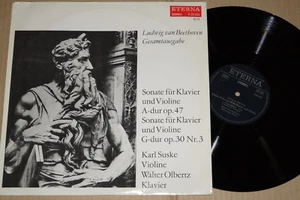 ETERNA
STEREO
Ludwig van Beethoven
Gesamtausgabe
Sonate für Klavier
und Violine
A-dur op. 47
Sonate für Klavier
und Violine
G-dur op. 30 Nr. 3
Karl Suske
Violine
Walter Olbertz
Klavier
ETERNA